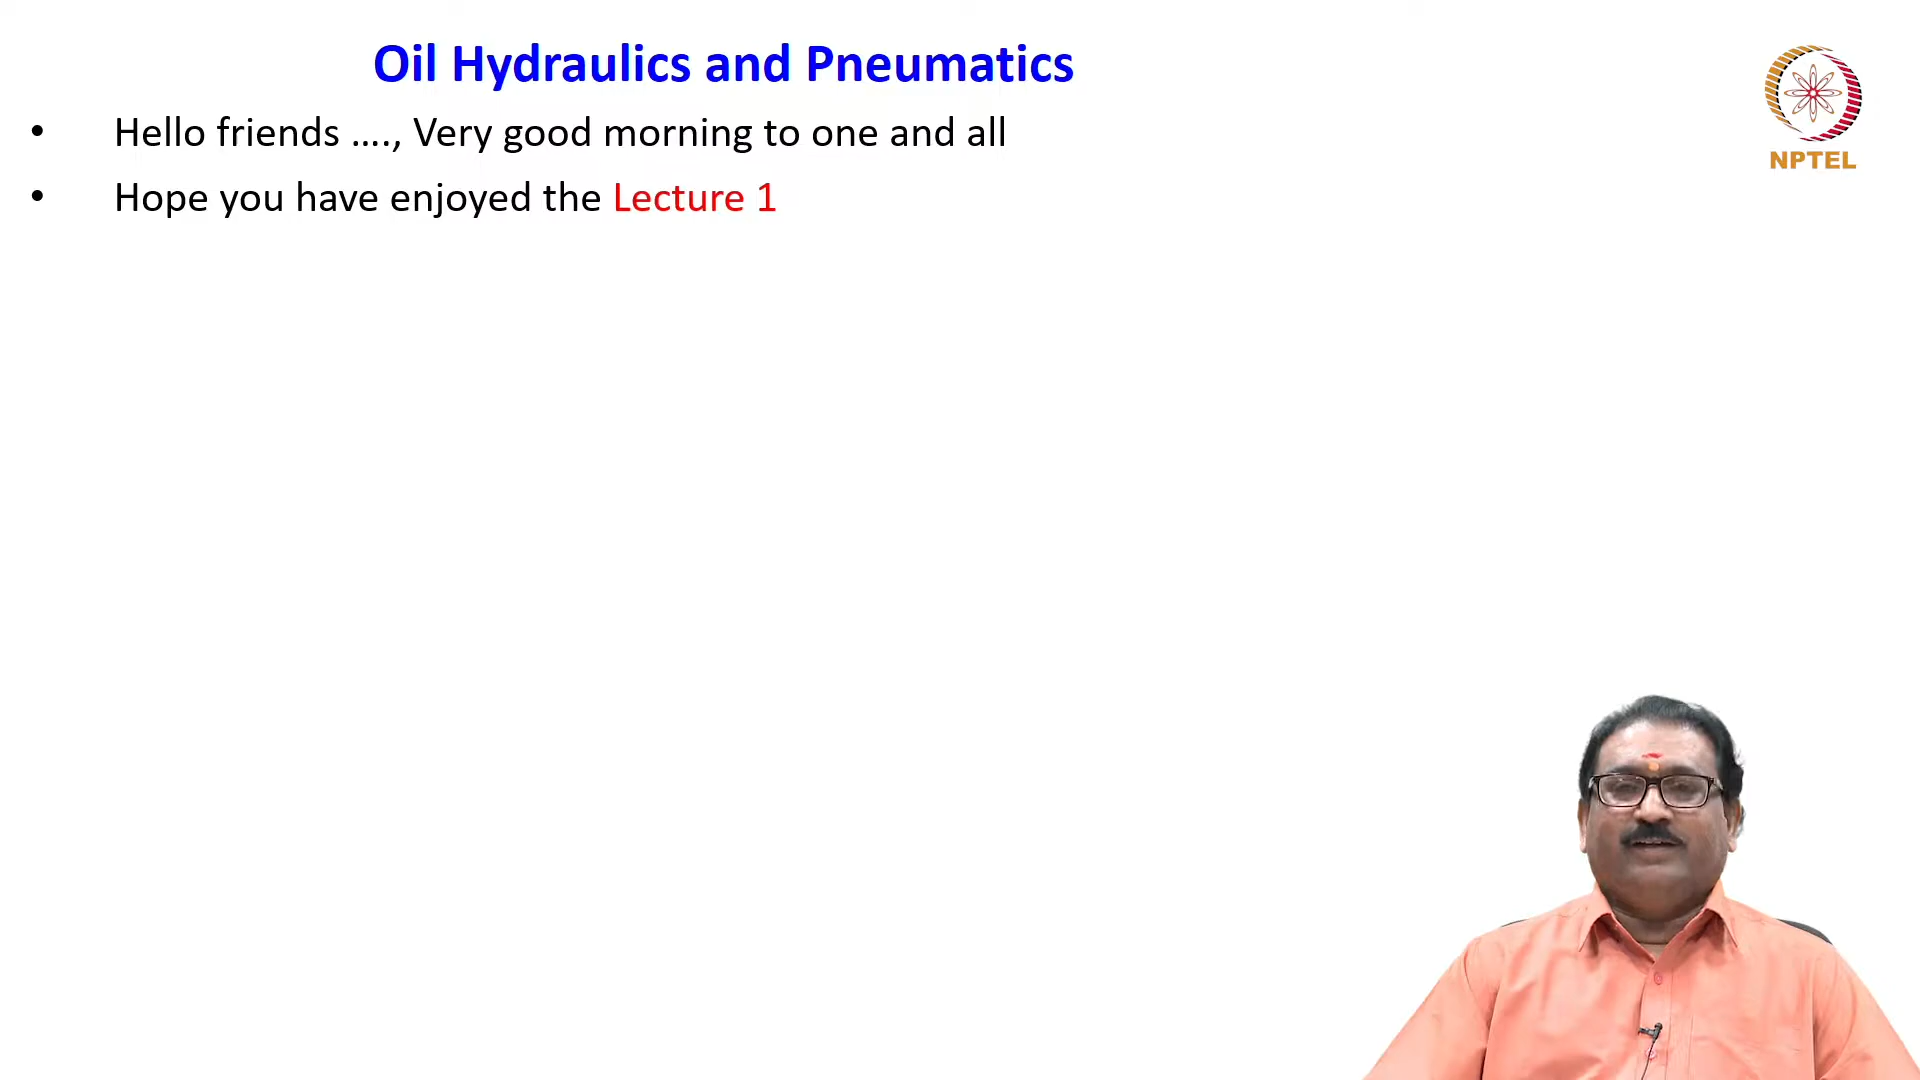 Oil Hydraulics and Pneumatics
• Hello friends ...., Very good morning to one and all
• Hope you have enjoyed the Lecture 1
NPTEL